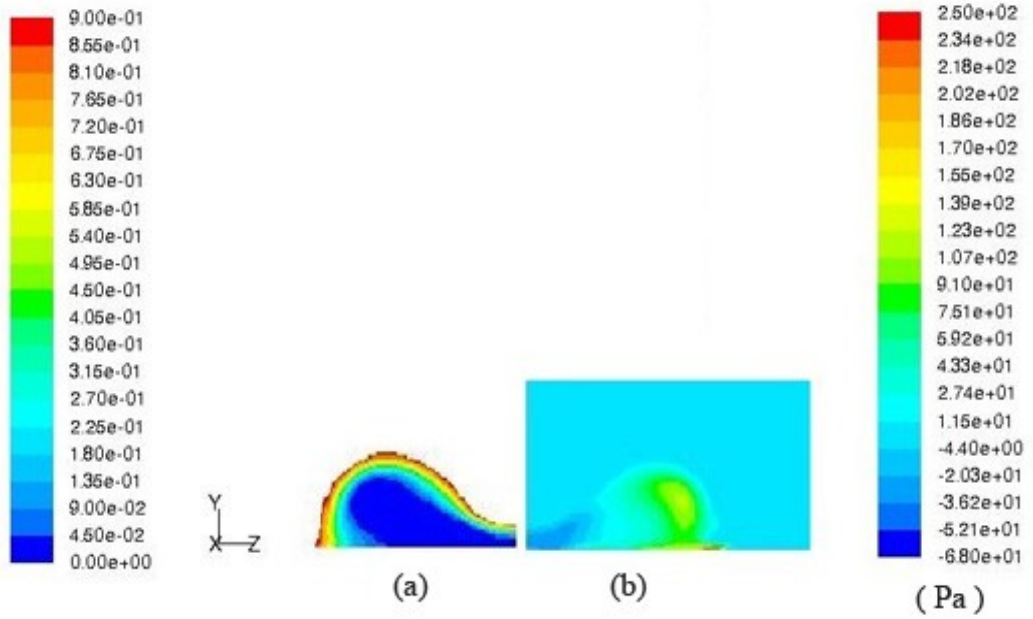 9.00e-01
8.55e-01
8.10e-01
7.65e-01
7.20e-01
6.75e-01
6.30e-01
5.85e-01
5.40e-01
4.95e-01
4.50e-01
4.05e-01
3.60e-01
3.15e-01
2.70e-01
2.25e-01
1.80e-01
1.35e-01
9.00e-02
4.50e-02
0.00e+00
Y
X Z
(a)
(b)
2.50e+02
2.34e+02
2.18e+02
2.02e+02
1.86e+02
1.70e+02
1.55e+02
1.39e+02
1.23e+02
1.07e+02
9.10e+01
7.51e+01
5.92e+01
4.33e+01
2.74e+01
1.15e+01
-4.40e+00
-2.03e+01
-3.62e+01
-5.21e+01
-6.80e+01
( Pa )